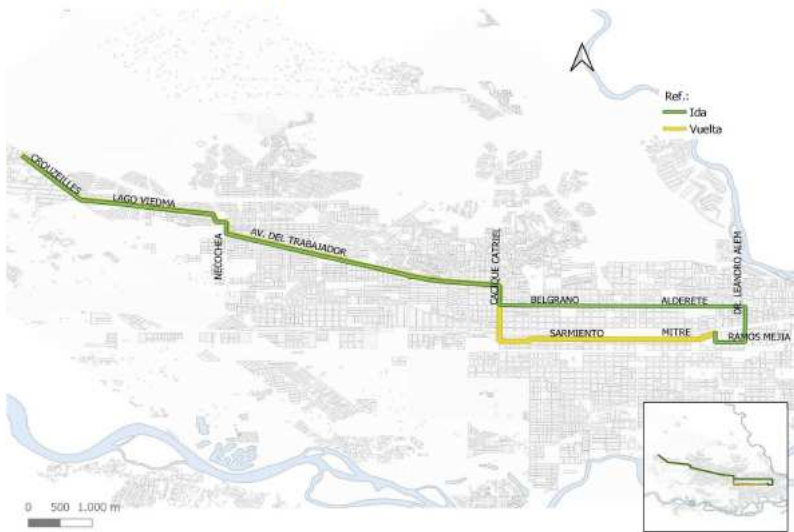 Ref.:
Ida
Vuelta
CROUZEILLES
LAGO VIEDMA
NECOCHEA
AV. DEL TRABAJADOR
CACIQUE CATRIEL
BELGRANO
ALDERETE
DR. LEANDRO ALEM
SARMIENTO
MITRE
RAMOS MEJIA
0 500 1.000 m